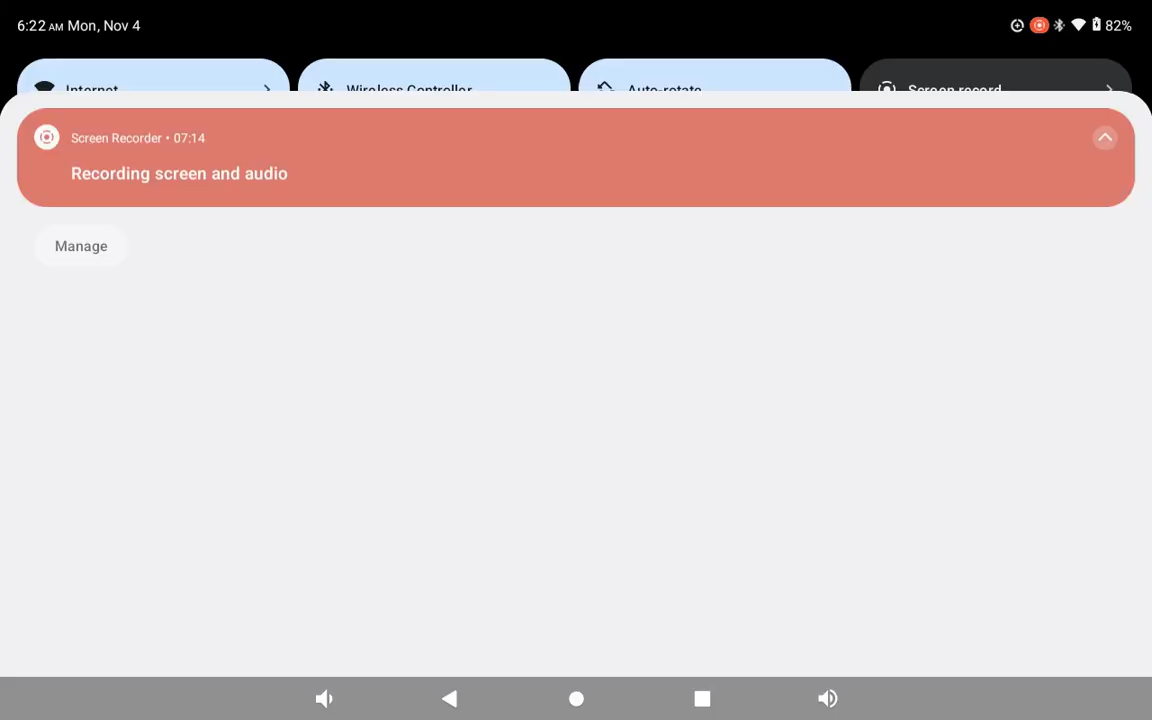 6:22 AM Mon, Nov 4
82%
Internet
Wireless Controller
Auto-rotate
Screen record
Screen Recorder • 07:14
Recording screen and audio
Manage